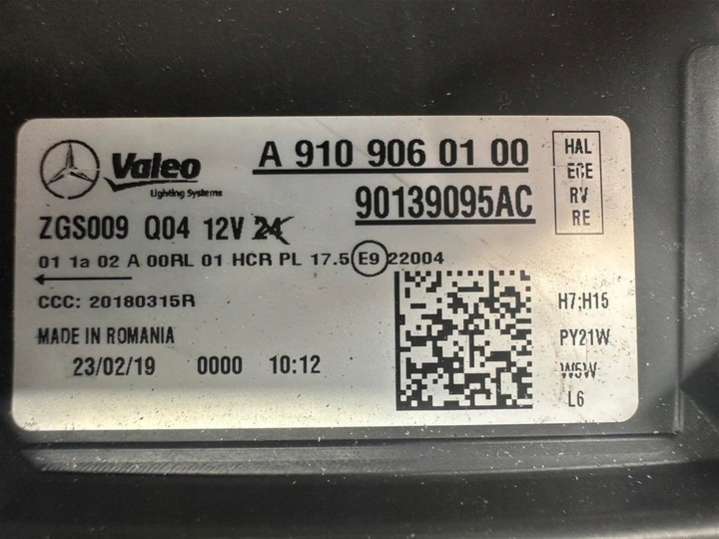 Valeo
Lighting Systems
A 910 906 01 00
90139095AC
HAL
ECE
RV
RE
ZGS009 Q04 12V 24
01 1a 02 A 00RL 01 HCR PL 17.5 E9 22004
CCC: 20180315R
MADE IN ROMANIA
23/02/19 0000 10:12
H7;H15
PY21W
W5W
L6